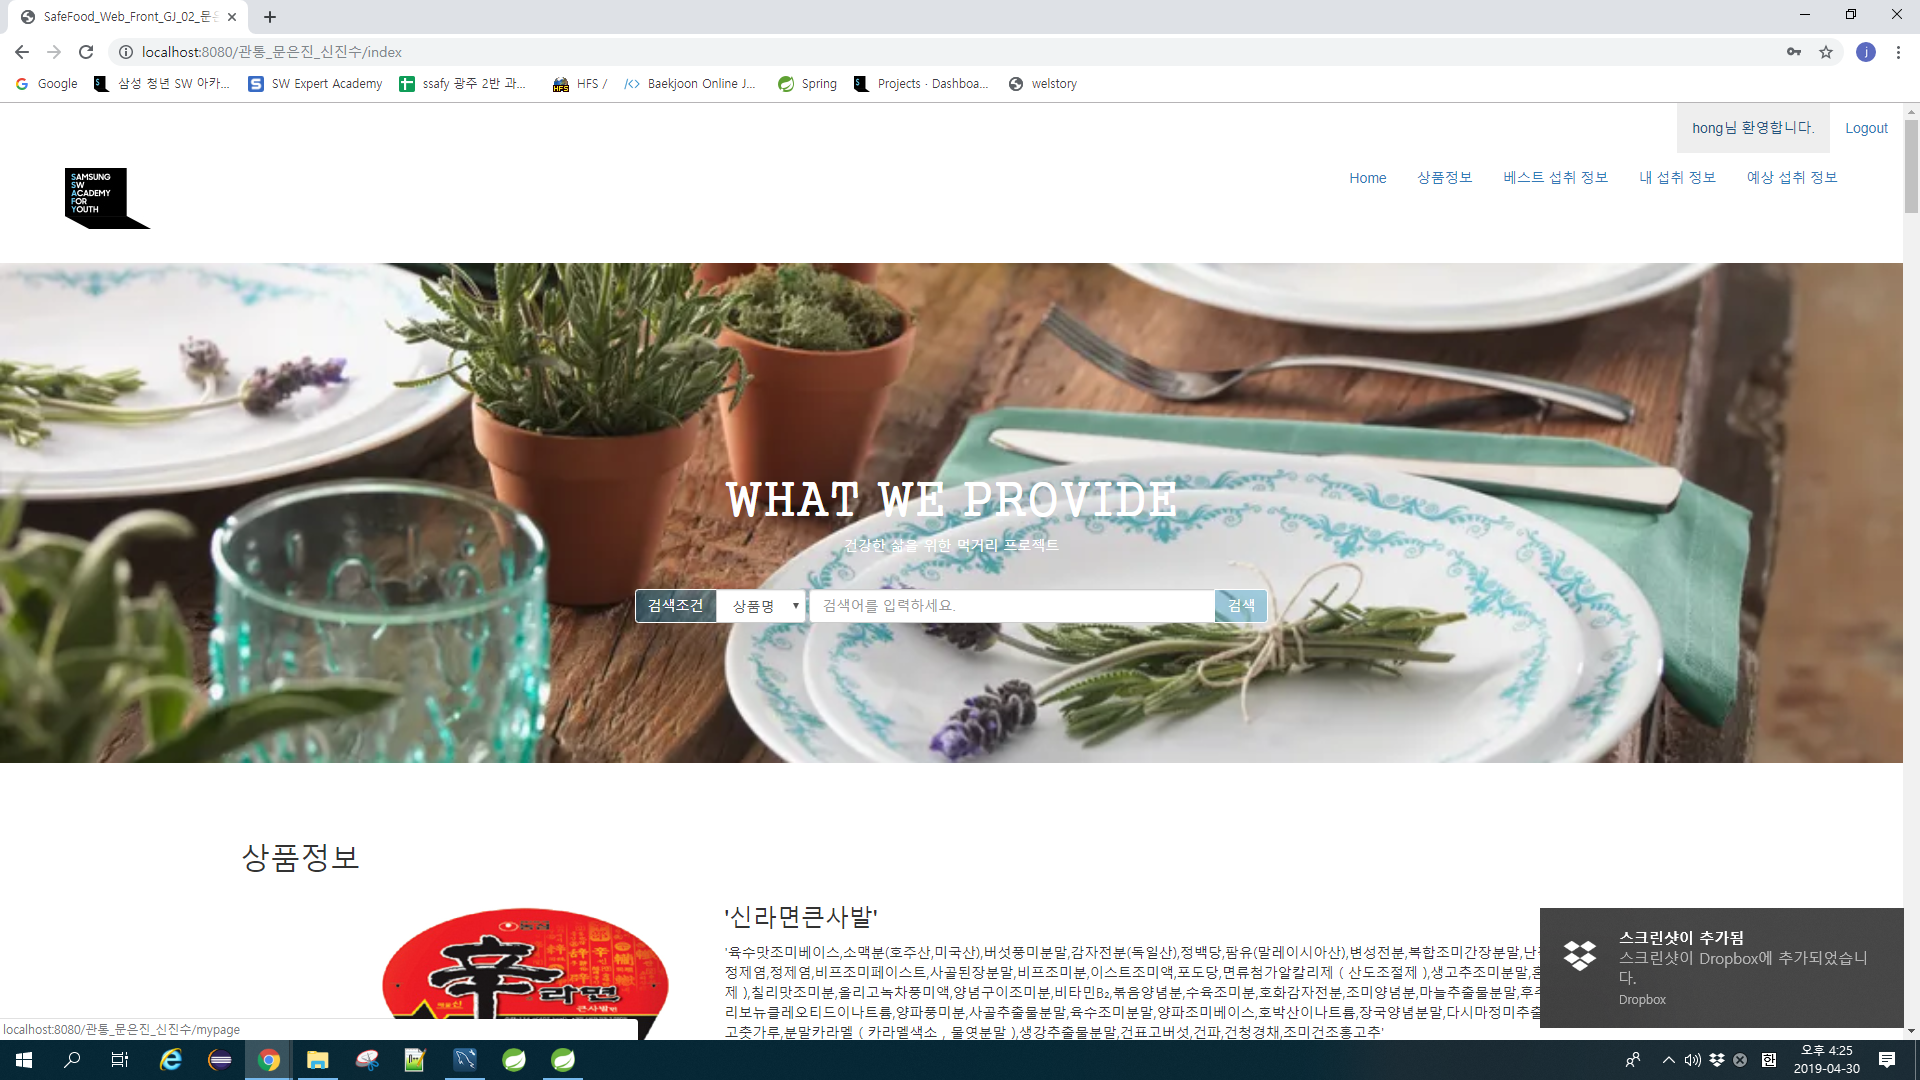 SafeFood_Web_Front_GJ_02_문
localhost:8080/관통_문은진_신진수/index
j
Google
삼성 청년 SW 아카...
SW Expert Academy
ssafy 광주 2반 과...
HFS /
Baekjoon Online J...
Spring
Projects · Dashboa...
welstory
hong님 환영합니다.
Logout
SAMSUNG
SW
ACADEMY
FOR
YOUTH
Home
상품정보
베스트 섭취 정보
내 섭취 정보
예상 섭취 정보
WHAT WE PROVIDE
건강한 삶을 위한 먹거리 프로젝트
검색조건
상품명
검색어를 입력하세요.
검색
상품정보
농심
辛
라면
큰사발
'신라면큰사발'
'육수맛조미베이스,소맥분(호주산,미국산),버섯풍미분말,감자전분(독일산),정백당,팜유(말레이시아산),변성전분,복합조미간장분말,난
정제염,정제염,비프조미페이스트,사골된장분말,비프조미분,이스트조미액,포도당,면류첨가알칼리제 ( 산도조절제 ),생고추조미분말,
제 ),칠리맛조미분,올리고녹차풍미액,양념구이조미분,비타민B₂,볶음양념분,수육조미분,호화감자전분,조미양념분,마늘추출물분말,후
리보뉴클레오티드이나트륨,양파풍미분,사골추출물분말,육수조미분말,양파조미베이스,호박산이나트륨,장국양념분말,다시마정미추출
고춧가루,분말카라멜 ( 카라멜색소 , 물엿분말 ),생강추출물분말,건표고버섯,건파,건청경채,조미건조홍고추'
스크린샷이 추가됨
스크린샷이 Dropbox에 추가되었습니
다.
Dropbox
localhost:8080/관통_문은진_신진수/mypage
한
오후 4:25
2019-04-30